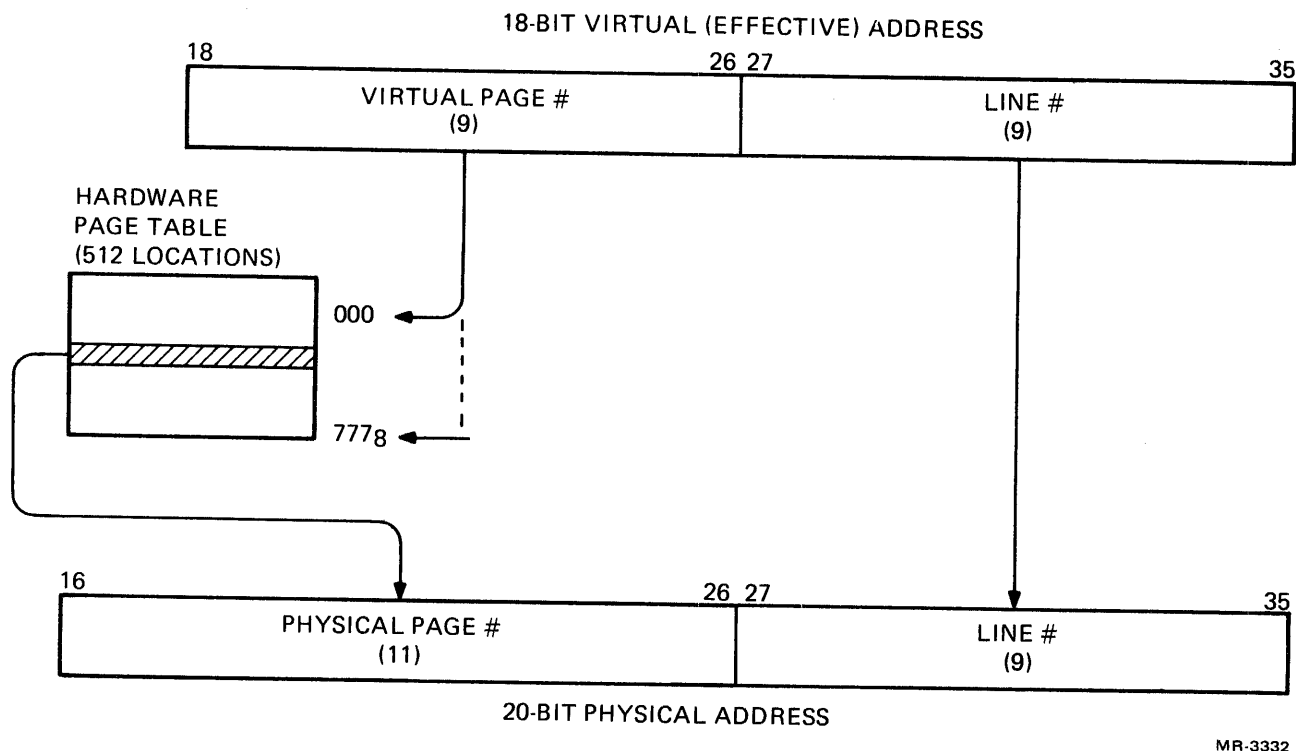 18-BIT VIRTUAL (EFFECTIVE) ADDRESS
18 26 27 35
VIRTUAL PAGE # LINE #
(9) (9)
HARDWARE
PAGE TABLE
(512 LOCATIONS)
000
777₈
16 26 27 35
PHYSICAL PAGE # LINE #
(11) (9)
20-BIT PHYSICAL ADDRESS
MR-3332